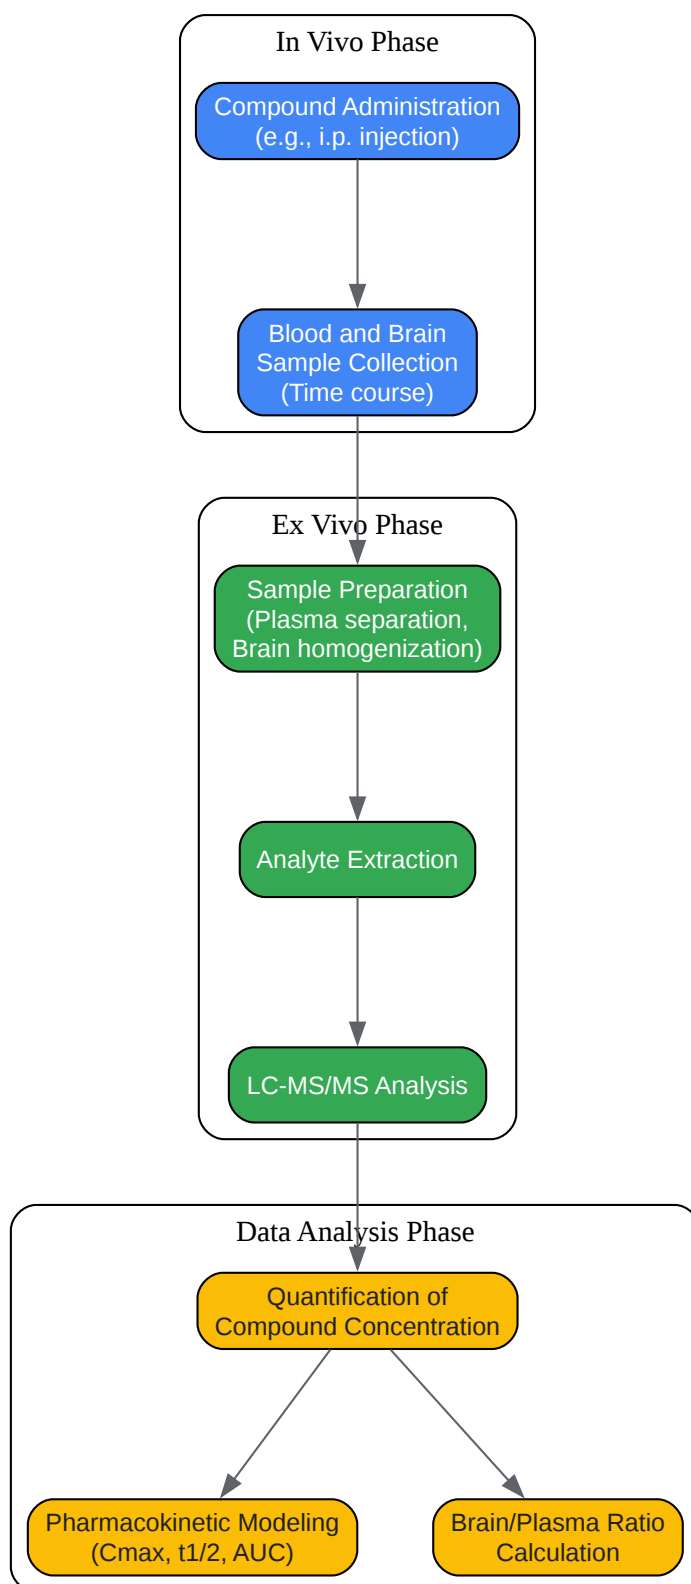 In Vivo Phase
Compound Administration
(e.g., i.p. injection)
Blood and Brain
Sample Collection
(Time course)
Ex Vivo Phase
Sample Preparation
(Plasma separation,
Brain homogenization)
Analyte Extraction
LC-MS/MS Analysis
Data Analysis Phase
Quantification of
Compound Concentration
Pharmacokinetic Modeling
(Cmax, t1/2, AUC)
Brain/Plasma Ratio
Calculation